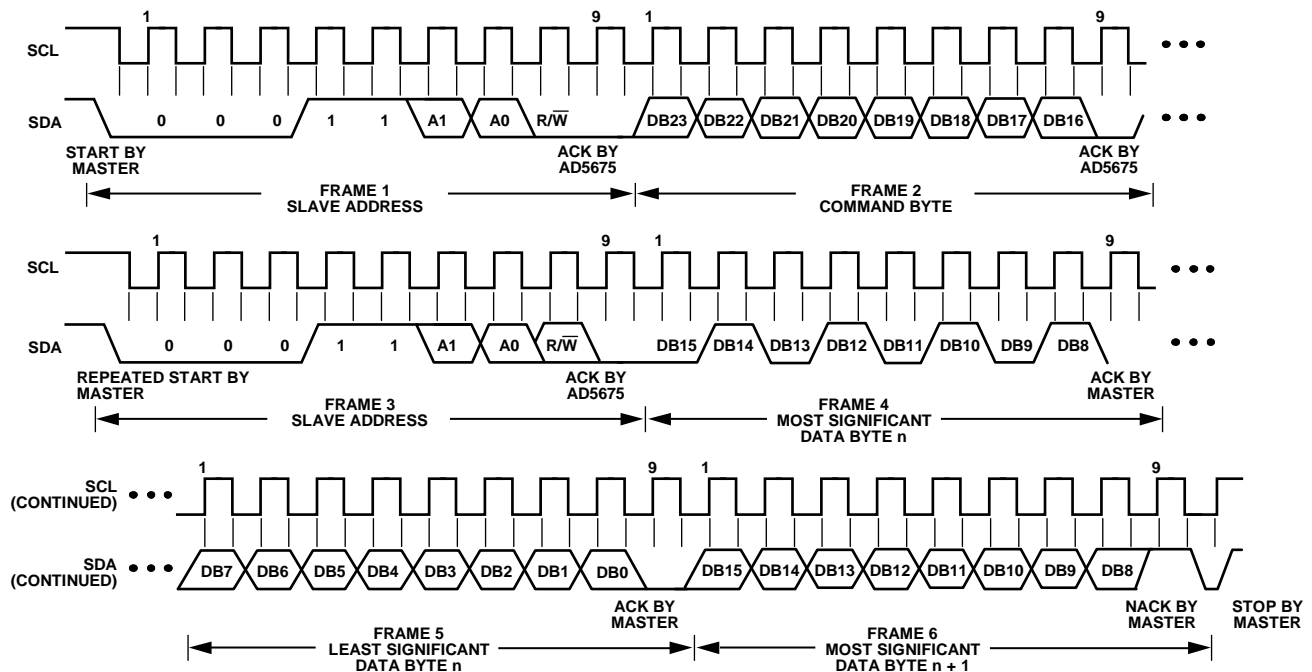 1 9 1 9
SCL
SDA 0 0 0 1 1 A1 A0 R/W̅ DB23 DB22 DB21 DB20 DB19 DB18 DB17 DB16
START BY
MASTER
ACK BY
AD5675
ACK BY
AD5675
FRAME 1
SLAVE ADDRESS
FRAME 2
COMMAND BYTE
1 9 1 9
SCL
SDA 0 0 0 1 1 A1 A0 R/W̅ DB15 DB14 DB13 DB12 DB11 DB10 DB9 DB8
REPEATED START BY
MASTER
ACK BY
AD5675
ACK BY
MASTER
FRAME 3
SLAVE ADDRESS
FRAME 4
MOST SIGNIFICANT
DATA BYTE n
1 9 1 9
SCL
(CONTINUED)
SDA
(CONTINUED)
DB7 DB6 DB5 DB4 DB3 DB2 DB1 DB0 DB15 DB14 DB13 DB12 DB11 DB10 DB9 DB8
ACK BY
MASTER
NACK BY
MASTER
STOP BY
MASTER
FRAME 5
LEAST SIGNIFICANT
DATA BYTE n
FRAME 6
MOST SIGNIFICANT
DATA BYTE n + 1